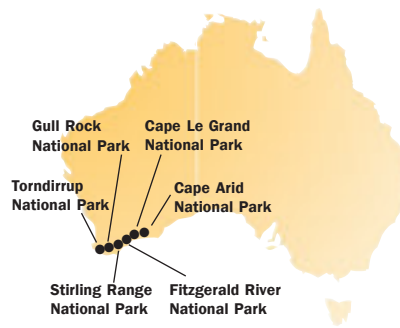 Gull Rock
National Park
Cape Le Grand
National Park
Torndirrup
National Park
Cape Arid
National Park
Stirling Range
National Park
Fitzgerald River
National Park